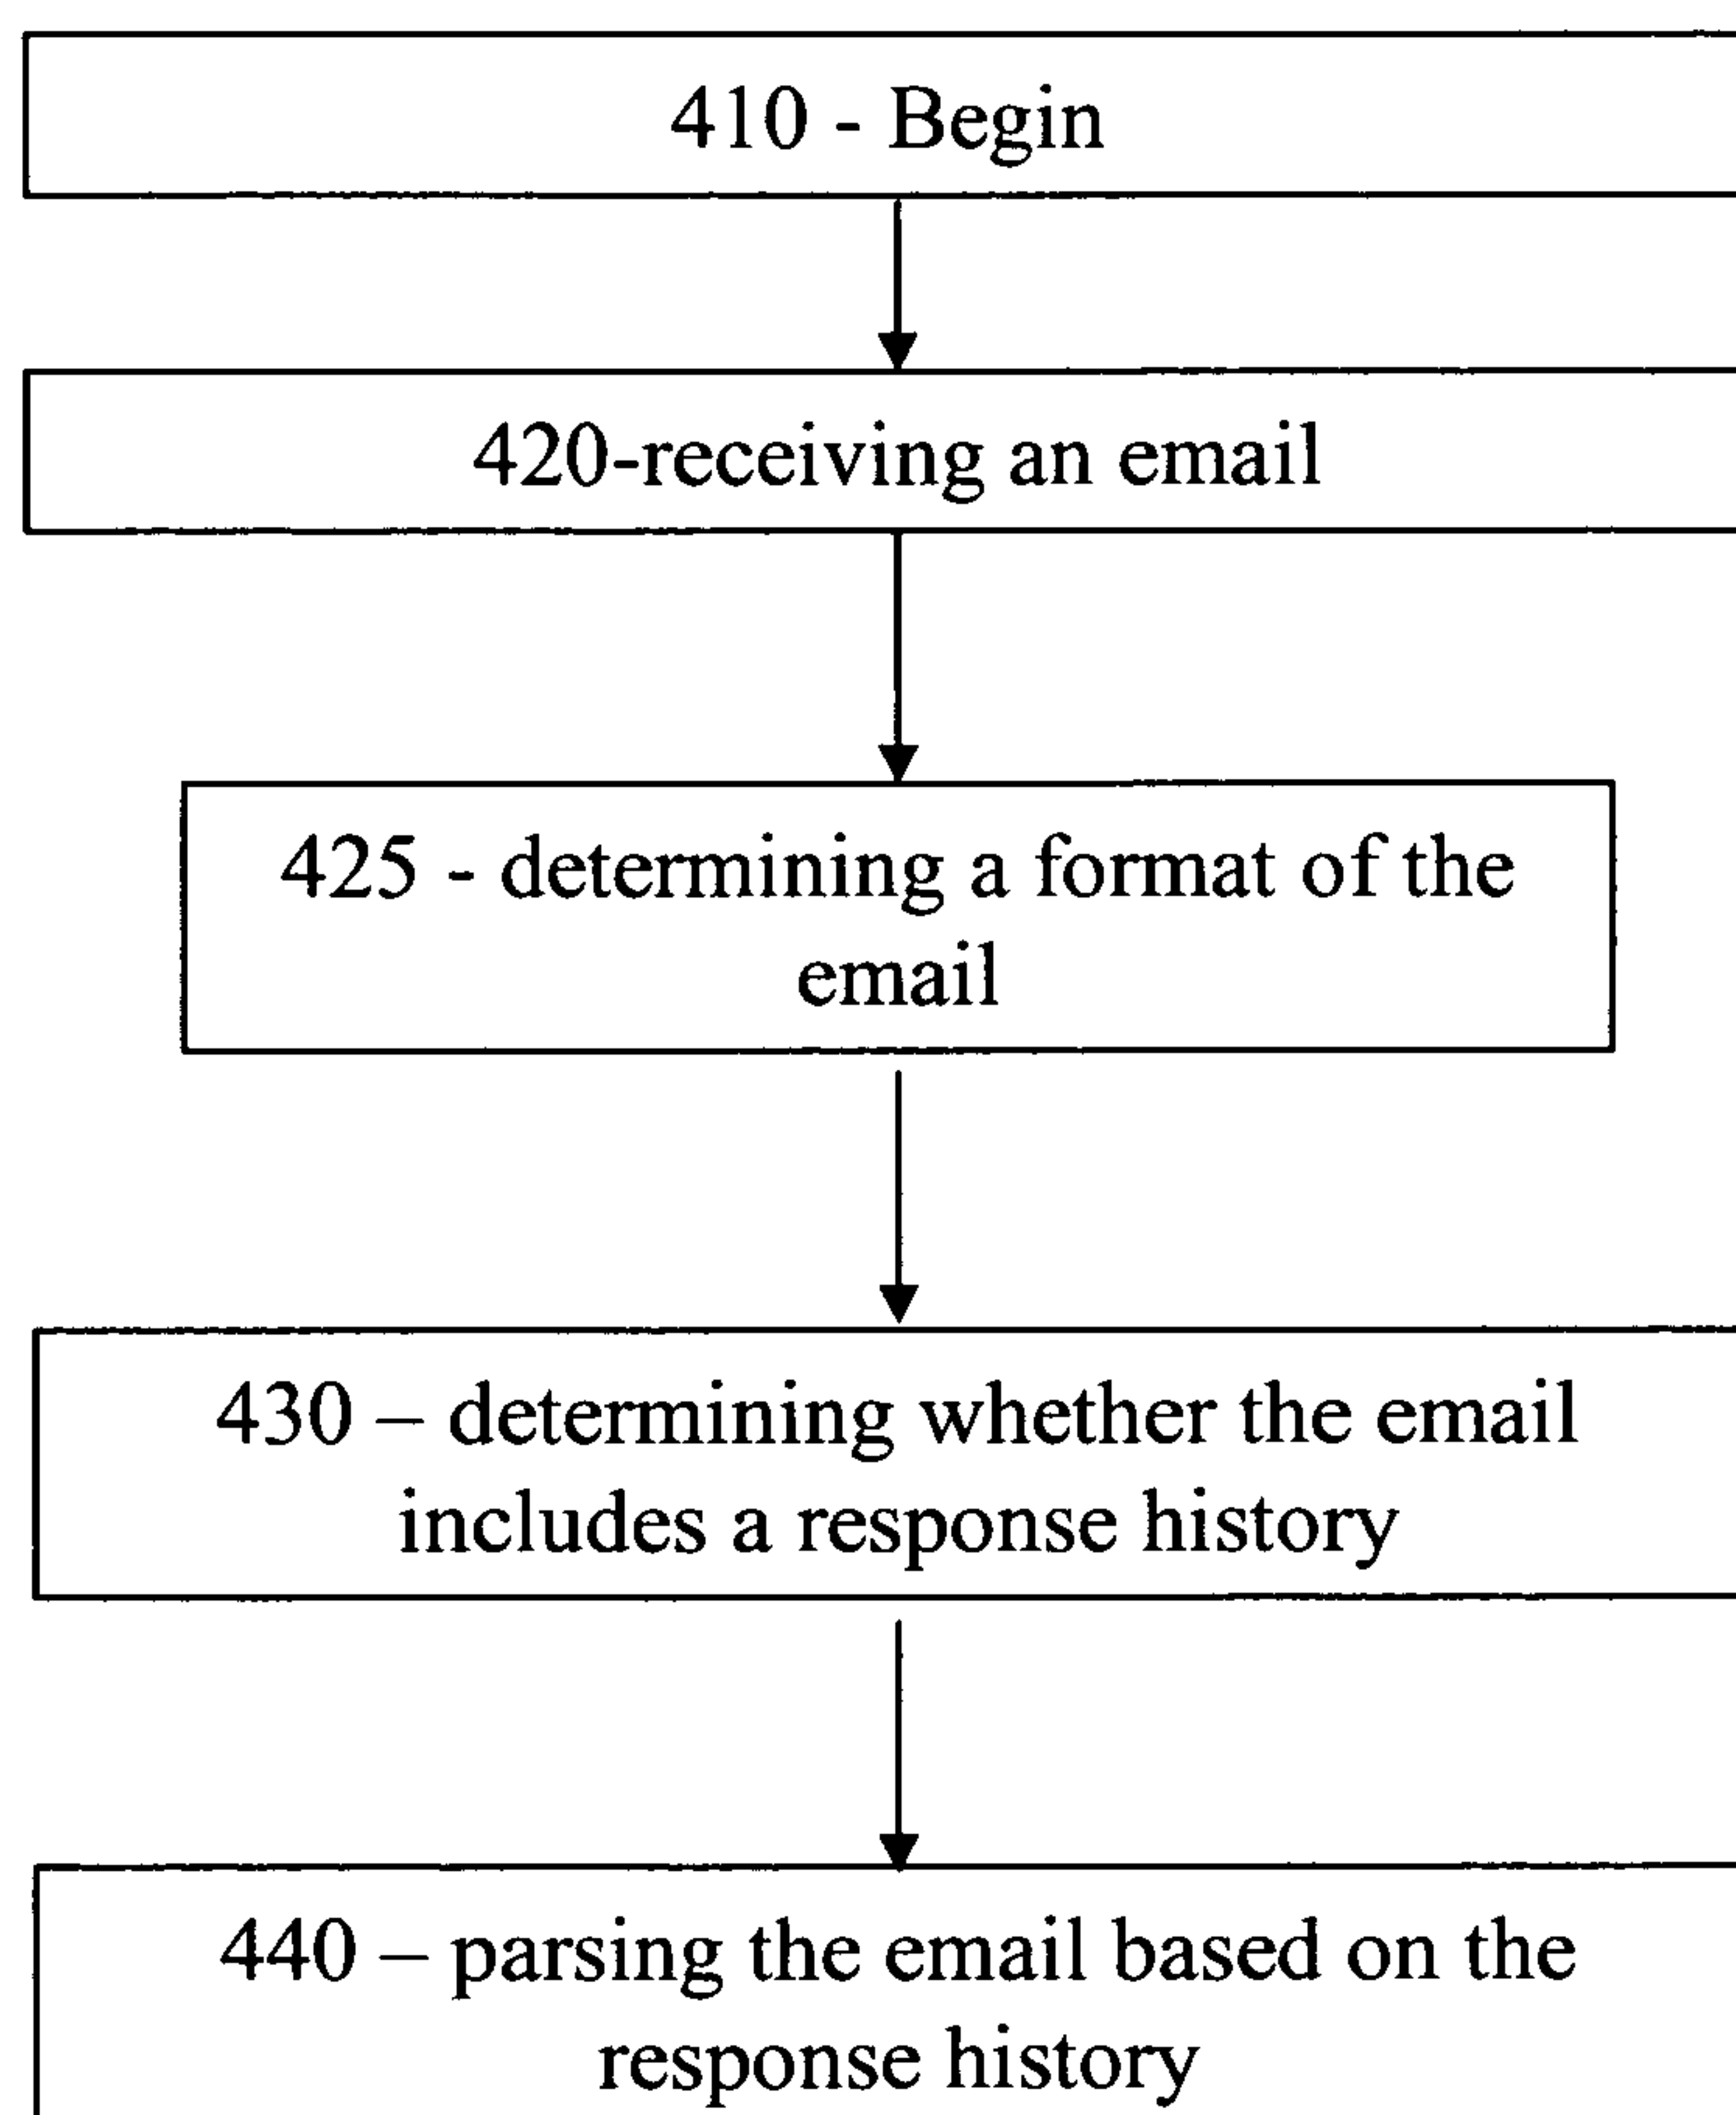 410 - Begin
420-receiving an email
425 - determining a format of the
email
430 – determining whether the email
includes a response history
440 – parsing the email based on the
response history